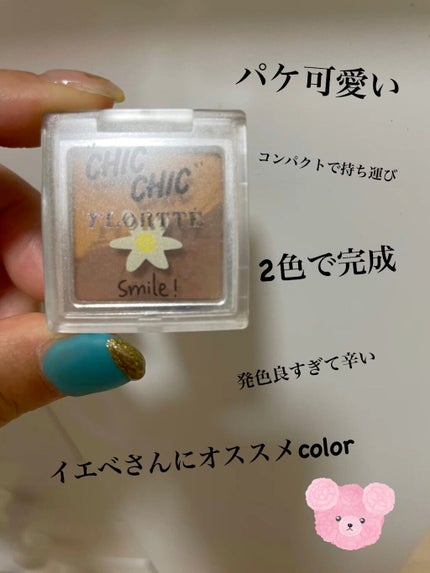 パケ可愛い
コンパクトで持ち運び
2色で完成
発色良すぎて辛い
イエベさんにオススメcolor
"CHIC
CHIC"
FLORTTE
Smile!